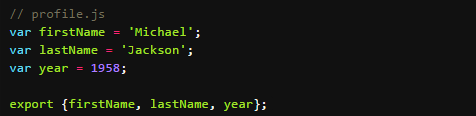 // profile.js
var firstName = 'Michael';
var lastName = 'Jackson';
var year = 1958;
export {firstName, lastName, year};